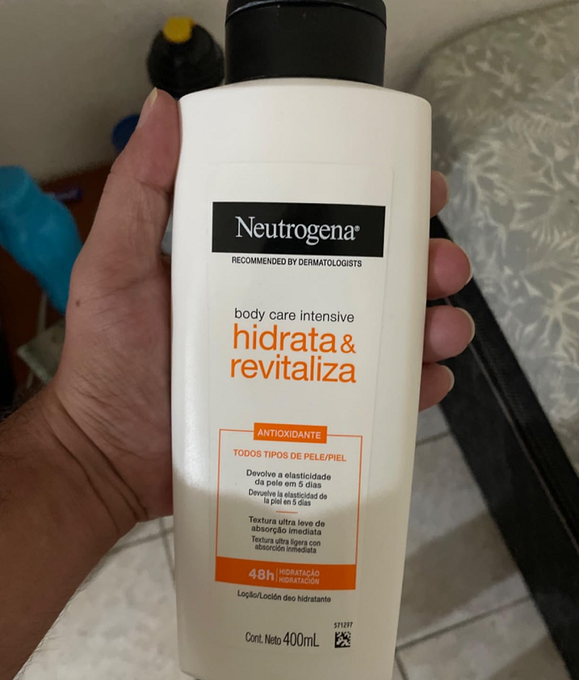 Neutrogena®
RECOMMENDED BY DERMATOLOGISTS
body care intensive
hidrata &
revitaliza
ANTIOXIDANTE
TODOS TIPOS DE PELE/PIEL
Devolve a elasticidade
da pele em 5 dias
Devuelve la elasticidad de
la piel en 5 días
Textura ultra leve de
absorção imediata
Textura ultra ligera con
absorción inmediata
48h HIDRATAÇÃO
HIDRATACIÓN
Loção/Loción deo hidratante
571297
Cont. Neto 400mL